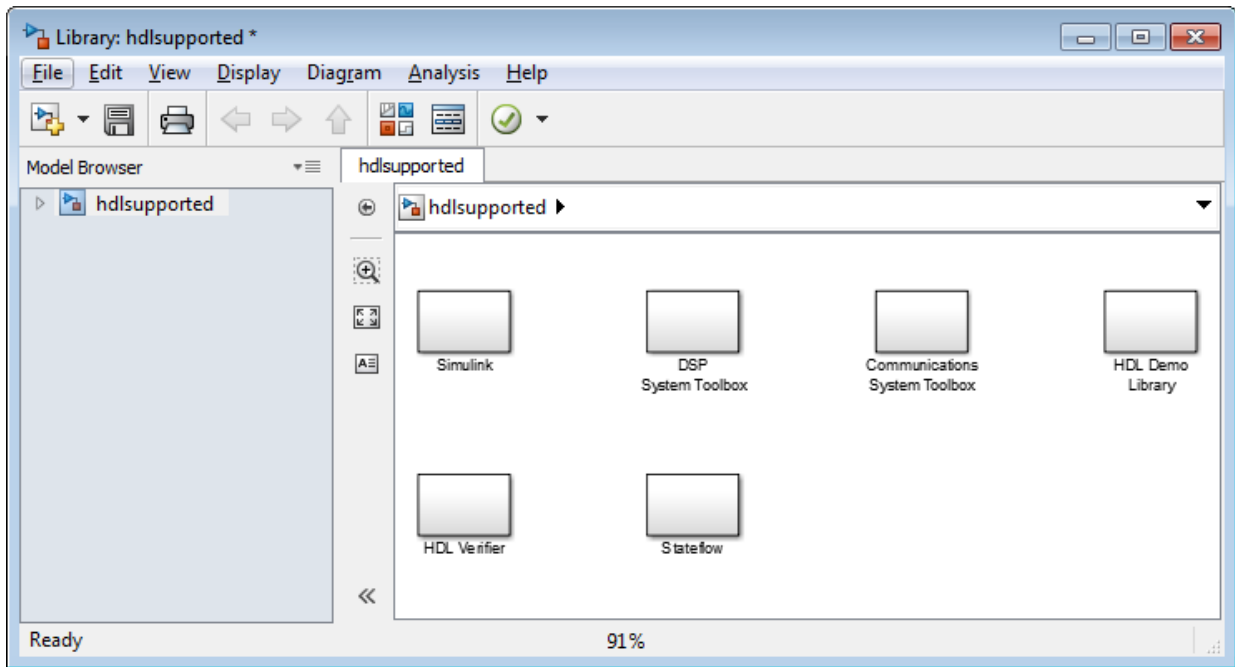 Library: hdlsupported *
File Edit View Display Diagram Analysis Help
Model Browser
hdlsupported
hdlsupported
hdlsupported
Simulink
DSP
System Toolbox
Communications
System Toolbox
HDL Demo
Library
HDL Verifier
Stateflow
Ready
91%